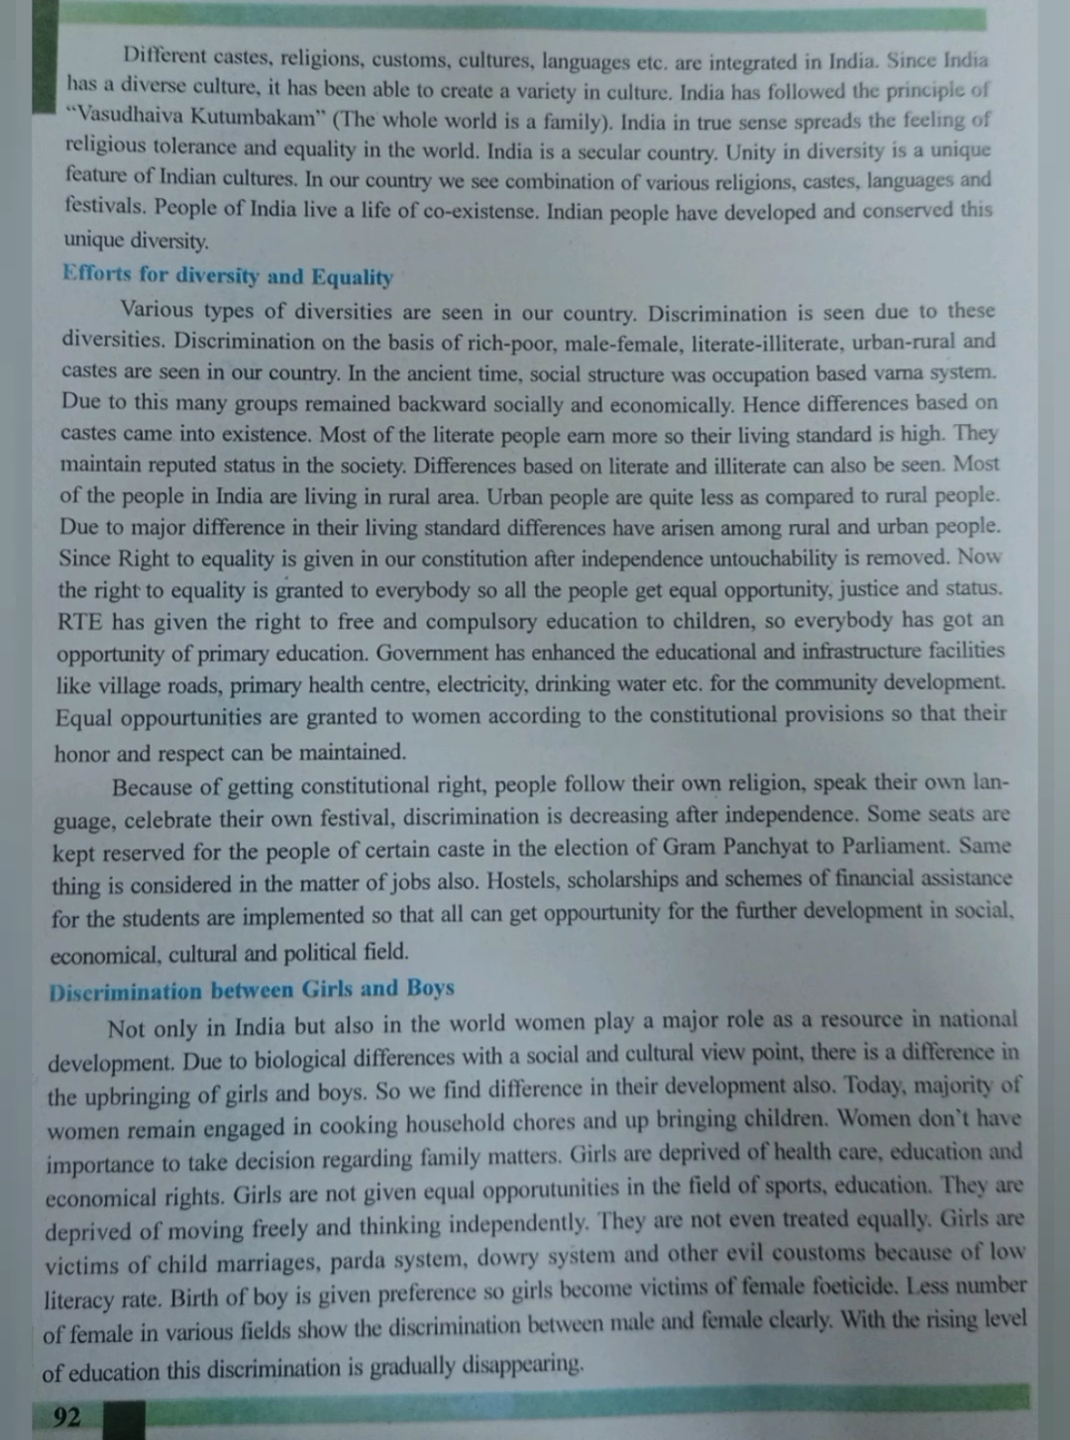 Different castes, religions, customs, cultures, languages etc. are integrated in India. Since India
has a diverse culture, it has been able to create a variety in culture. India has followed the principle of
“Vasudhaiva Kutumbakam” (The whole world is a family). India in true sense spreads the feeling of
religious tolerance and equality in the world. India is a secular country. Unity in diversity is a unique
feature of Indian cultures. In our country we see combination of various religions, castes, languages and
festivals. People of India live a life of co-existense. Indian people have developed and conserved this
unique diversity.
Efforts for diversity and Equality
Various types of diversities are seen in our country. Discrimination is seen due to these
diversities. Discrimination on the basis of rich-poor, male-female, literate-illiterate, urban-rural and
castes are seen in our country. In the ancient time, social structure was occupation based varna system.
Due to this many groups remained backward socially and economically. Hence differences based on
castes came into existence. Most of the literate people earn more so their living standard is high. They
maintain reputed status in the society. Differences based on literate and illiterate can also be seen. Most
of the people in India are living in rural area. Urban people are quite less as compared to rural people.
Due to major difference in their living standard differences have arisen among rural and urban people.
Since Right to equality is given in our constitution after independence untouchability is removed. Now
the right to equality is granted to everybody so all the people get equal opportunity, justice and status.
RTE has given the right to free and compulsory education to children, so everybody has got an
opportunity of primary education. Government has enhanced the educational and infrastructure facilities
like village roads, primary health centre, electricity, drinking water etc. for the community development.
Equal oppourtunities are granted to women according to the constitutional provisions so that their
honor and respect can be maintained.
Because of getting constitutional right, people follow their own religion, speak their own lan-
guage, celebrate their own festival, discrimination is decreasing after independence. Some seats are
kept reserved for the people of certain caste in the election of Gram Panchyat to Parliament. Same
thing is considered in the matter of jobs also. Hostels, scholarships and schemes of financial assistance
for the students are implemented so that all can get oppourtunity for the further development in social,
economical, cultural and political field.
Discrimination between Girls and Boys
Not only in India but also in the world women play a major role as a resource in national
development. Due to biological differences with a social and cultural view point, there is a difference in
the upbringing of girls and boys. So we find difference in their development also. Today, majority of
women remain engaged in cooking household chores and up bringing children. Women don’t have
importance to take decision regarding family matters. Girls are deprived of health care, education and
economical rights. Girls are not given equal opporutunities in the field of sports, education. They are
deprived of moving freely and thinking independently. They are not even treated equally. Girls are
victims of child marriages, parda system, dowry system and other evil coustoms because of low
literacy rate. Birth of boy is given preference so girls become victims of female foeticide. Less number
of female in various fields show the discrimination between male and female clearly. With the rising level
of education this discrimination is gradually disappearing.
92